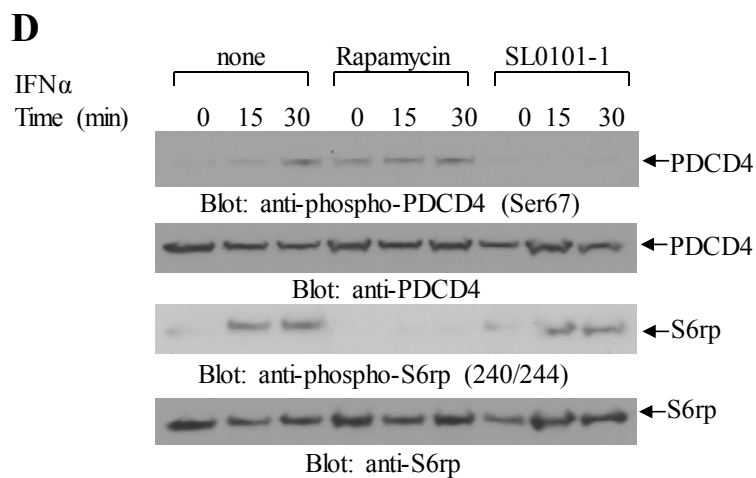 D
none Rapamycin SL0101-1
IFNα
Time (min) 0 15 30 0 15 30 0 15 30
PDCD4
Blot: anti-phospho-PDCD4 (Ser67)
PDCD4
Blot: anti-PDCD4
S6rp
Blot: anti-phospho-S6rp (240/244)
S6rp
Blot: anti-S6rp